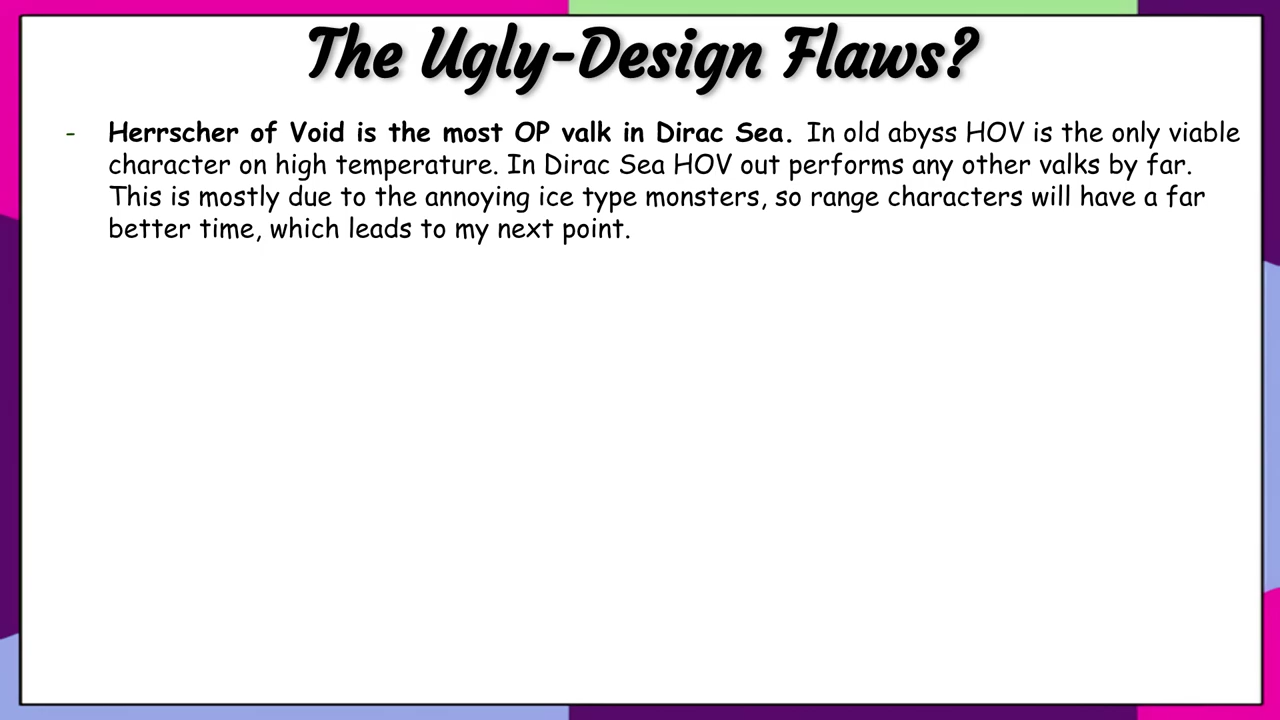 The Ugly-Design Flaws?
- Herrscher of Void is the most OP valk in Dirac Sea. In old abyss HOV is the only viable
character on high temperature. In Dirac Sea HOV out performs any other valks by far.
This is mostly due to the annoying ice type monsters, so range characters will have a far
better time, which leads to my next point.